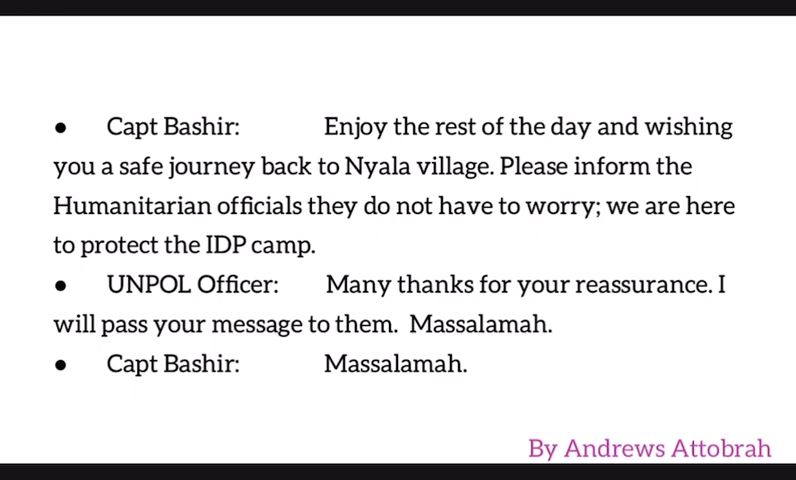 ● Capt Bashir: Enjoy the rest of the day and wishing
you a safe journey back to Nyala village. Please inform the
Humanitarian officials they do not have to worry; we are here
to protect the IDP camp.
● UNPOL Officer: Many thanks for your reassurance. I
will pass your message to them. Massalamah.
● Capt Bashir: Massalamah.
By Andrews Attobrah